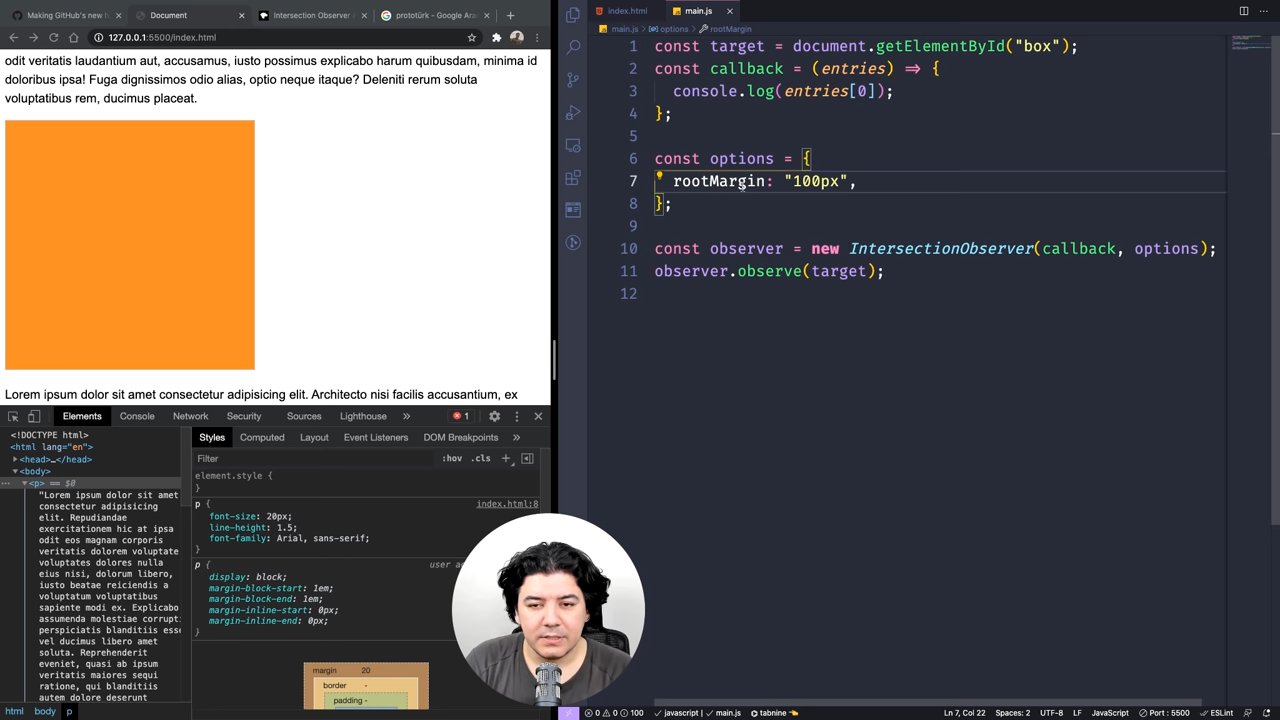 Making GitHub's new h
Document
Intersection Observer A
prototürk - Google Aram
127.0.0.1:5500/index.html
odit veritatis laudantium aut, accusamus, iusto possimus explicabo harum quibusdam, minima id
doloribus ipsa! Fuga dignissimos odio alias, optio neque itaque? Deleniti rerum soluta
voluptatibus rem, ducimus placeat.
Lorem ipsum dolor sit amet consectetur adipisicing elit. Architecto nisi facilis accusantium, ex
Elements Console Network Security Sources Lighthouse » 1
<!DOCTYPE html>
<html lang="en">
<head>…</head>
<body>
<p> == $0
"Lorem ipsum dolor sit amet
consectetur adipisicing
elit. Repudiandae
exercitationem hic at ipsa
odit eos magnam corporis
veritatis dolorem voluptate
voluptates dolores nulla
eius nisi, dolorum libero,
iusto beatae reiciendis a
voluptatum voluptatibus
sapiente modi ex. Explicabo
assumenda molestiae corrupti
perspiciatis blanditiis esse
vel ducimus libero amet
soluta. Reprehenderit
eveniet, quasi ab ipsum
veritatis maiores sequi
ratione, qui blanditiis
autem dolore deserunt
html body p
Styles Computed Layout Event Listeners DOM Breakpoints »
Filter :hov .cls +
element.style {
}
p { index.html:8
font-size: 20px;
line-height: 1.5;
font-family: Arial, sans-serif;
}
p {
display: block;
margin-block-start: 1em;
margin-block-end: 1em;
margin-inline-start: 0px;
margin-inline-end: 0px;
}
margin 20
border -
padding -
index.html
main.js
main.js > options > rootMargin
1 const target = document.getElementById("box");
2 const callback = (entries) ⇒ {
3 console.log(entries[0]);
4 };
5
6 const options = {
7 rootMargin: "100px",
8 };
9
10 const observer = new IntersectionObserver(callback, options);
11 observer.observe(target);
12
0 0 0 100 javascript | main.js Ln 7, Col 22 Spaces: 2 UTF-8 LF JavaScript Port : 5500 ESLint
tabnine